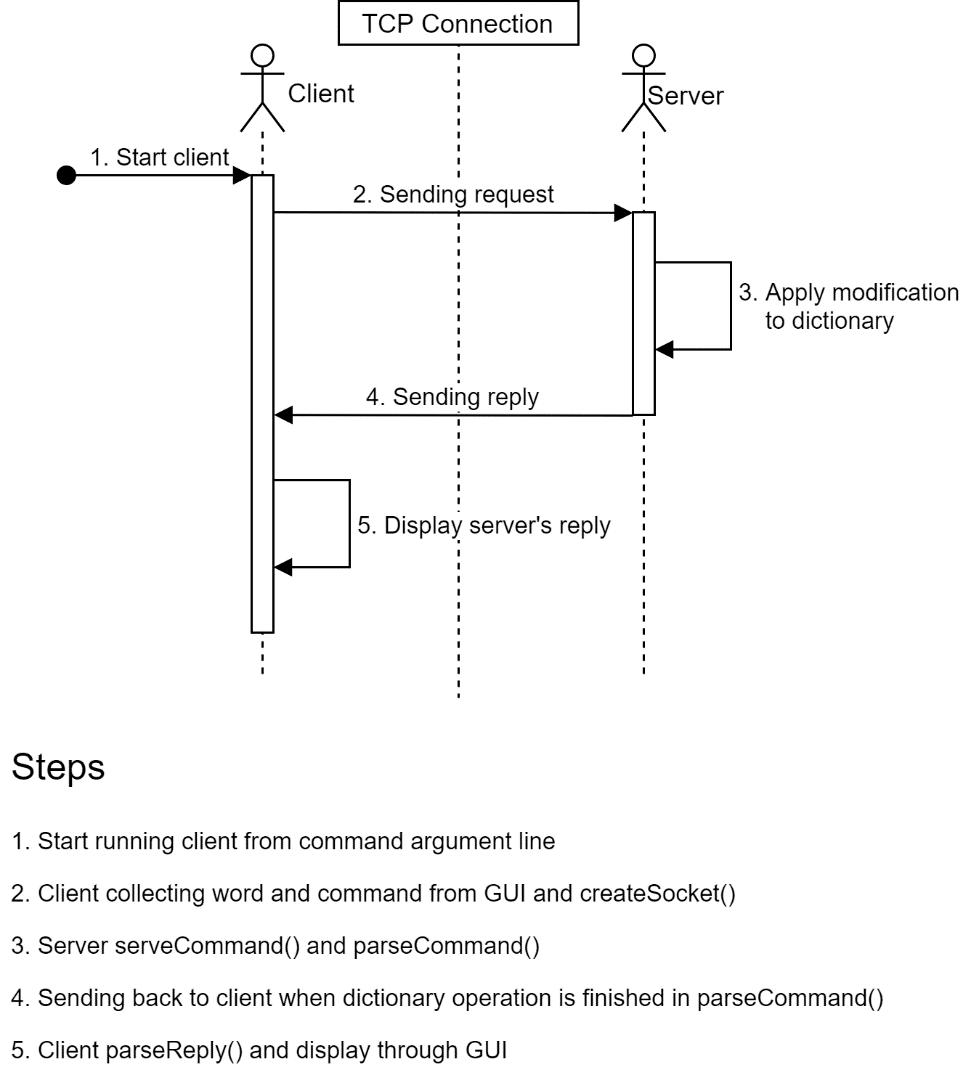 TCP Connection
Client
Server
1. Start client
2. Sending request
3. Apply modification
to dictionary
4. Sending reply
5. Display server's reply
Steps
1. Start running client from command argument line
2. Client collecting word and command from GUI and createSocket()
3. Server serveCommand() and parseCommand()
4. Sending back to client when dictionary operation is finished in parseCommand()
5. Client parseReply() and display through GUI